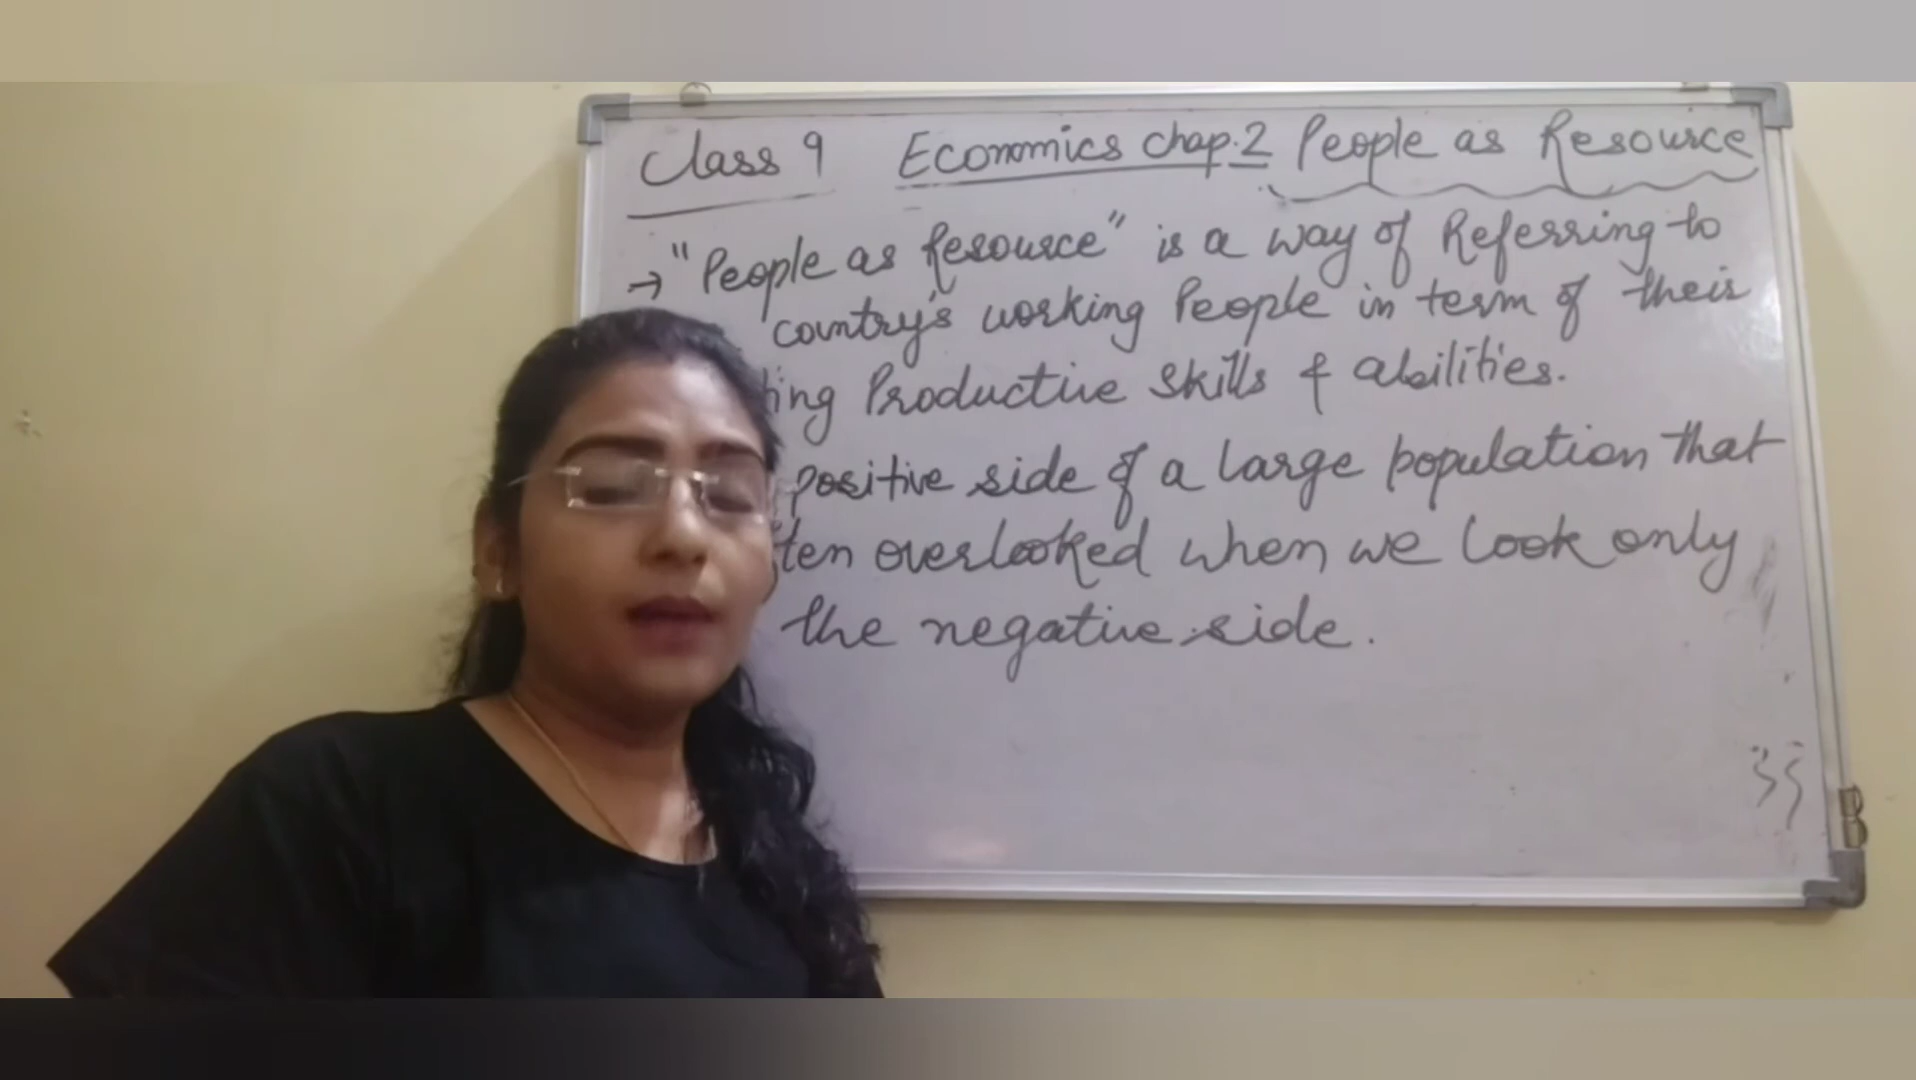 Class 9 Economics chap.2 People as Resource
→ "People as Resource" is a way of Referring to
country's working People in term of their
ting Productive Skills & abilities.
positive side of a large population that
ten overlooked when we look only
the negative side.